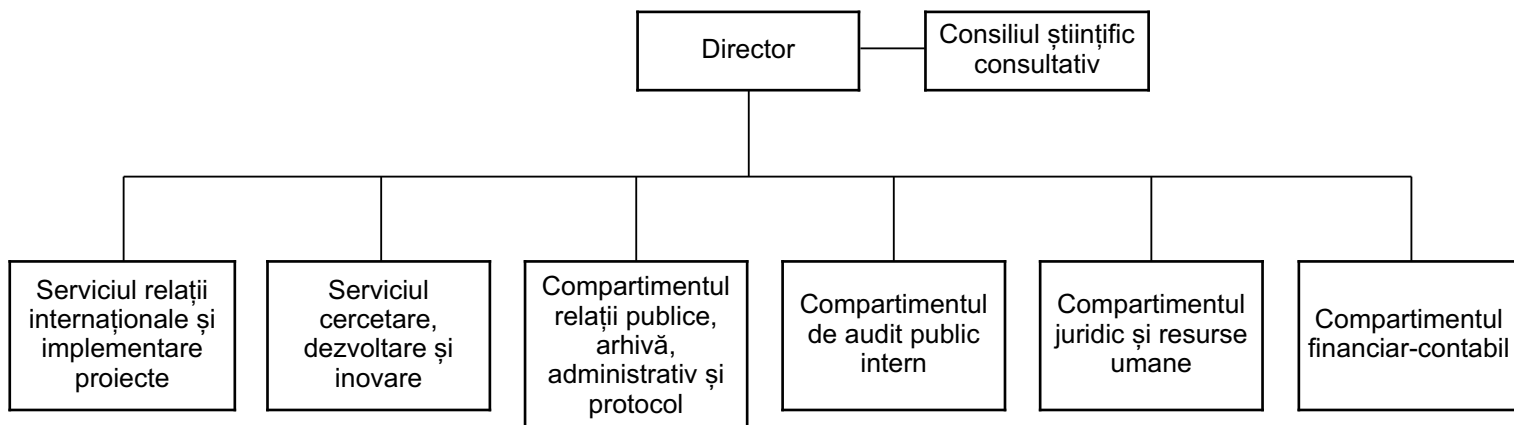 Director
Consiliul științific
consultativ
Serviciul relații
internaționale și
implementare
proiecte
Serviciul
cercetare,
dezvoltare și
inovare
Compartimentul
relații publice,
arhivă,
administrativ și
protocol
Compartimentul
de audit public
intern
Compartimentul
juridic și resurse
umane
Compartimentul
financiar-contabil